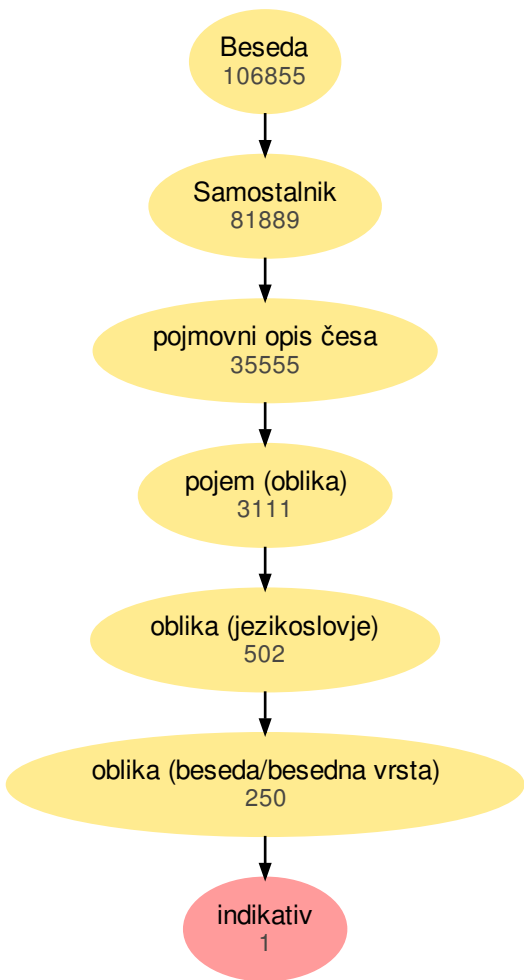 Beseda
106855
Samostalnik
81889
pojmovni opis česa
35555
pojem (oblika)
3111
oblika (jezikoslovje)
502
oblika (beseda/besedna vrsta)
250
indikativ
1